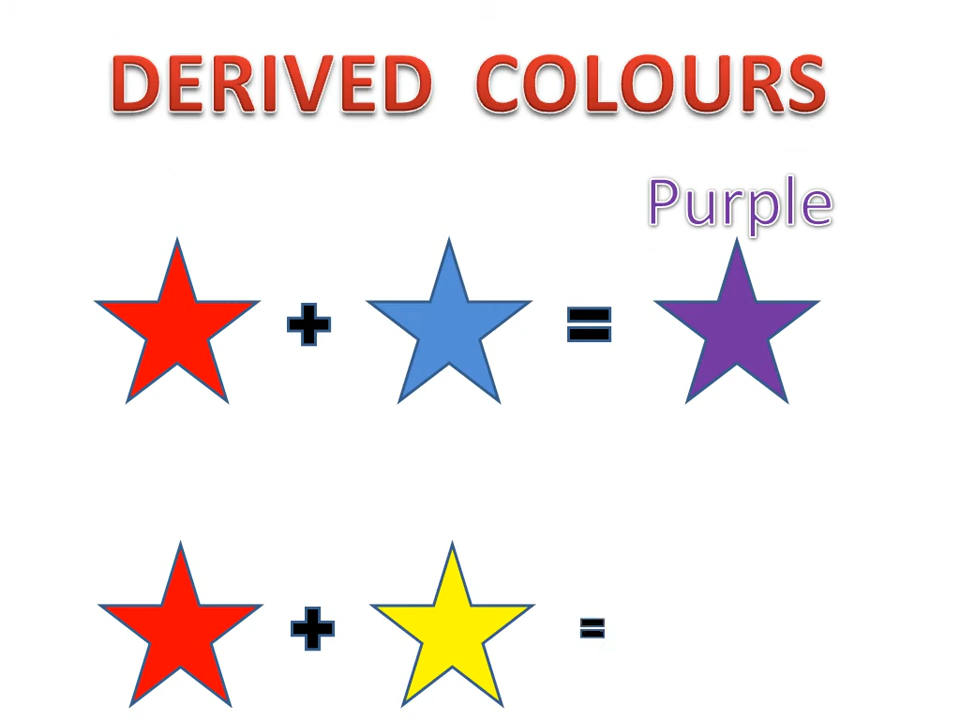 DERIVED COLOURS
Purple
+ =
+ =